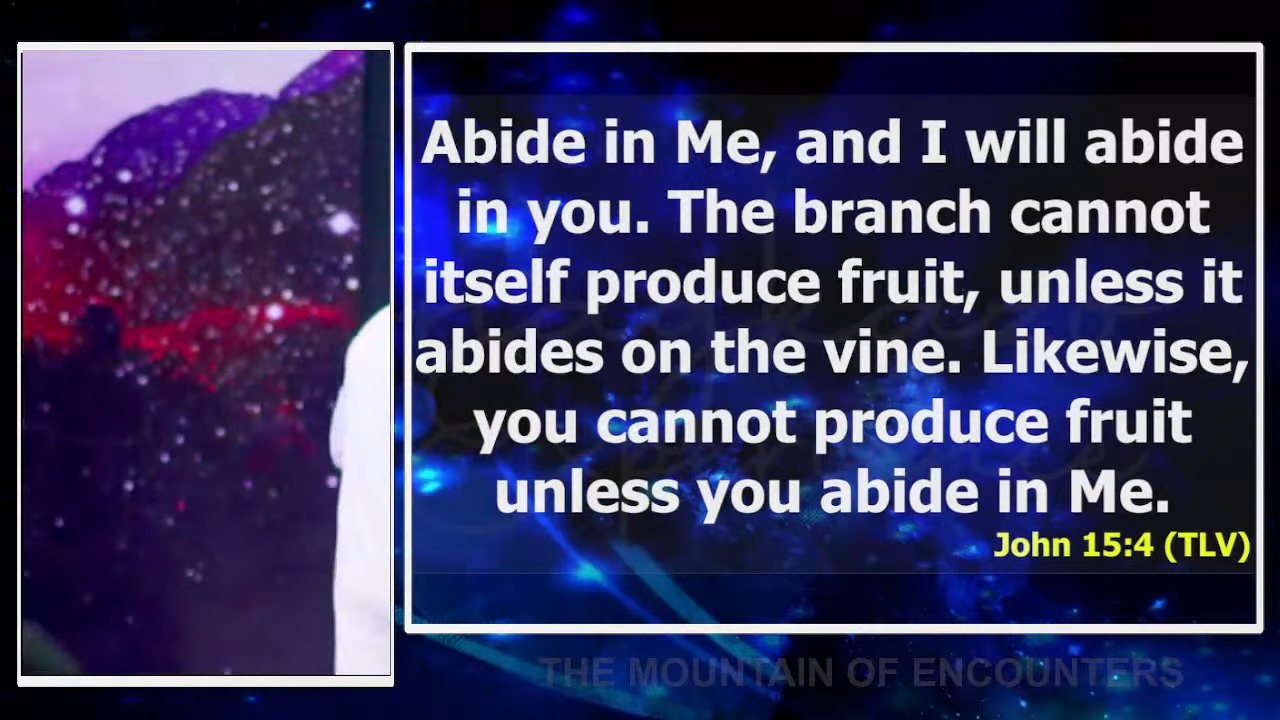 Abide in Me, and I will abide
in you. The branch cannot
itself produce fruit, unless it
abides on the vine. Likewise,
you cannot produce fruit
unless you abide in Me.
John 15:4 (TLV)
THE MOUNTAIN OF ENCOUNTERS